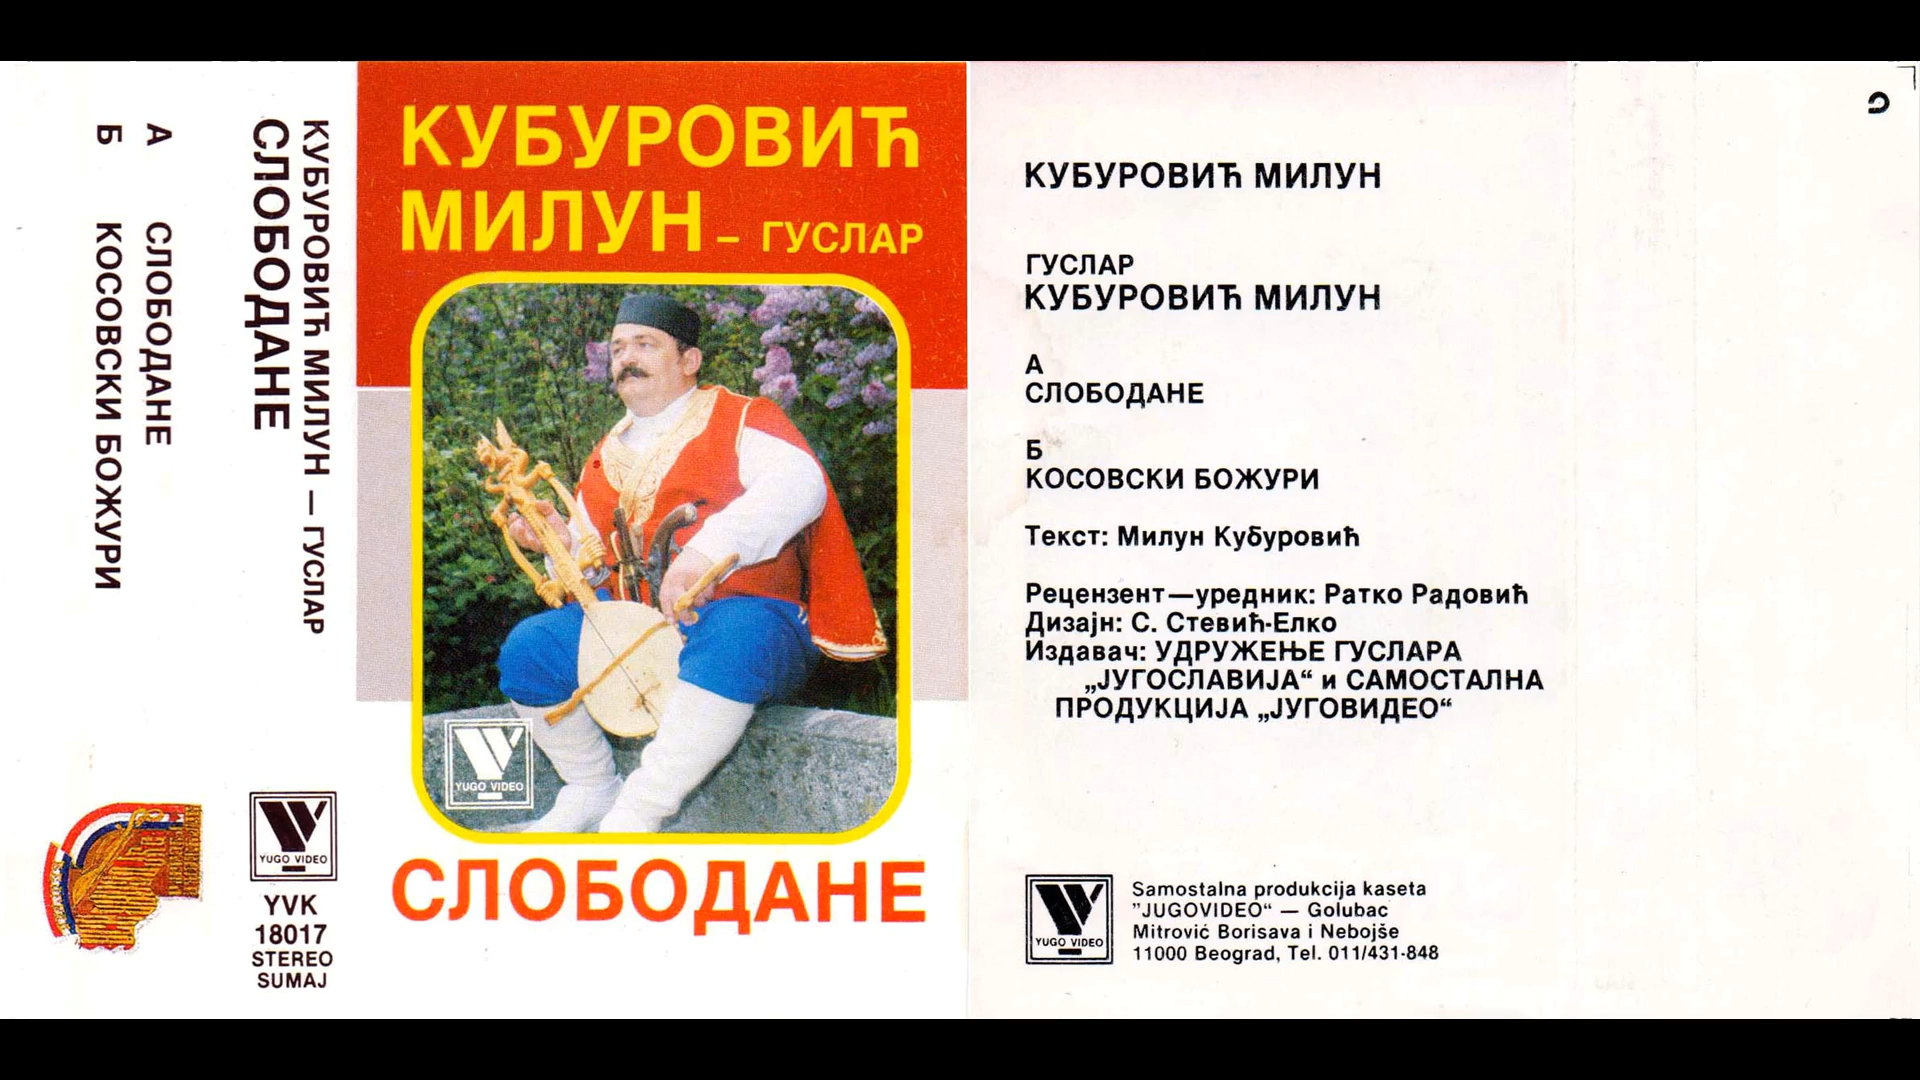 А СЛОБОДАНЕ
Б КОСОВСКИ БОЖУРИ
КУБУРОВИЋ МИЛУН — ГУСЛАР
СЛОБОДАНЕ
YUGO VIDEO
YVK
18017
STEREO
SUMAJ
КУБУРОВИЋ
МИЛУН – ГУСЛАР
YUGO VIDEO
СЛОБОДАНЕ
КУБУРОВИЋ МИЛУН
ГУСЛАР
КУБУРОВИЋ МИЛУН
А
СЛОБОДАНЕ
Б
КОСОВСКИ БОЖУРИ
Текст: Милун Кубуровић
Рецензент—уредник: Ратко Радовић
Дизајн: С. Стевић-Елко
Издавач: УДРУЖЕЊЕ ГУСЛАРА
„ЈУГОСЛАВИЈА“ и САМОСТАЛНА
ПРОДУКЦИЈА „ЈУГОВИДЕО“
YUGO VIDEO
Samostalna produkcija kaseta
"JUGOVIDEO“ — Golubac
Mitrović Borisava i Nebojše
11000 Beograd, Tel. 011/431-848